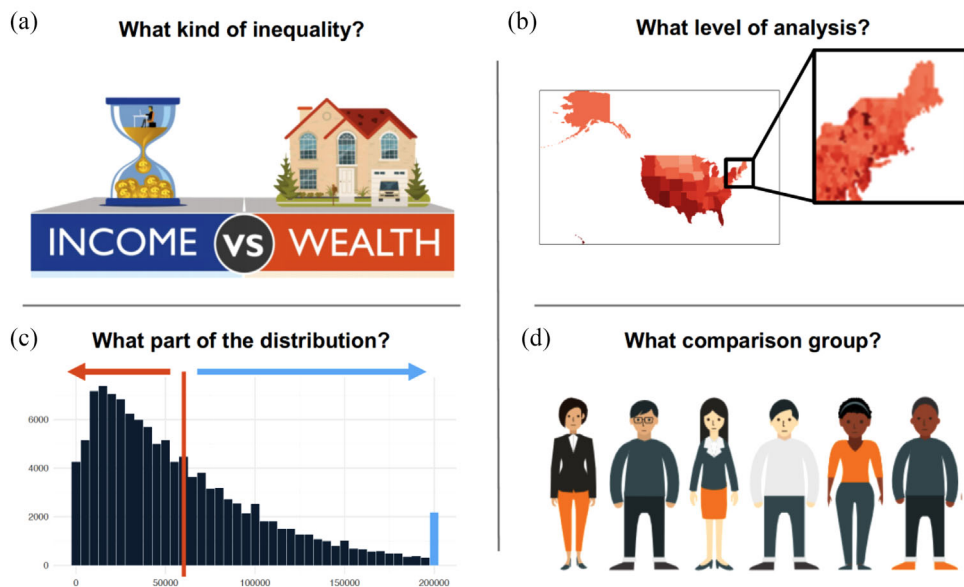 (a)
What kind of inequality?
INCOME VS WEALTH
(b)
What level of analysis?
(c)
What part of the distribution?
6000
4000
2000
0
0 50000 100000 150000 200000
(d)
What comparison group?